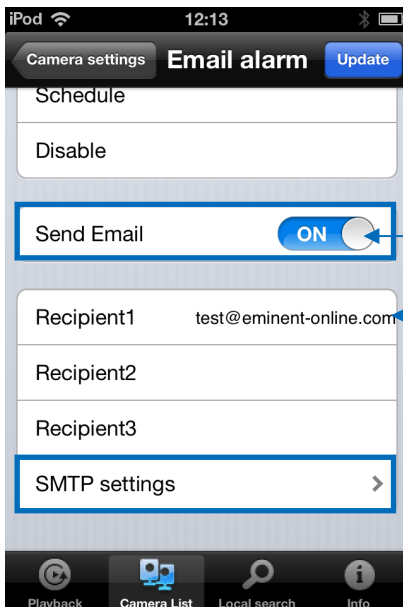 iPod 12:13
Camera settings Email alarm Update
Schedule
Disable
Send Email ON
Recipient1 test@eminent-online.com
Recipient2
Recipient3
SMTP settings
Playback Camera List Local search Info